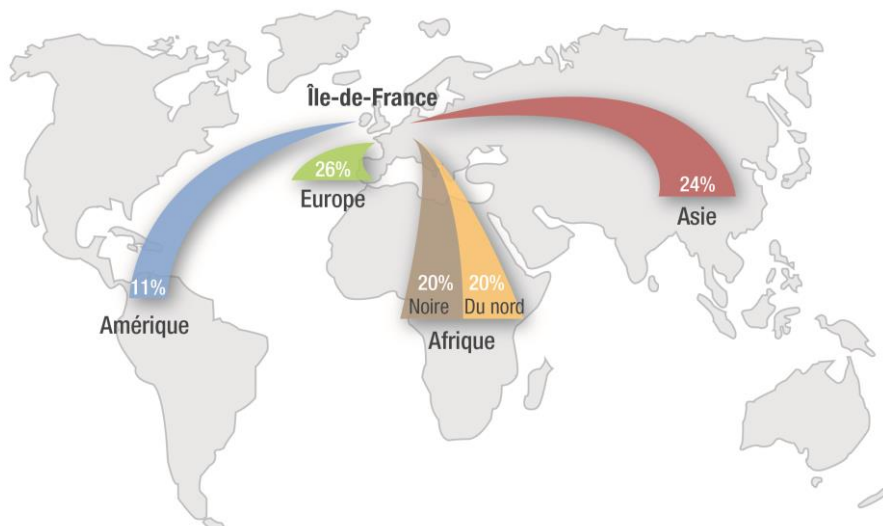 Île-de-France
26%
Europe
24%
Asie
11%
Amérique
20% 20%
Noire Du nord
Afrique